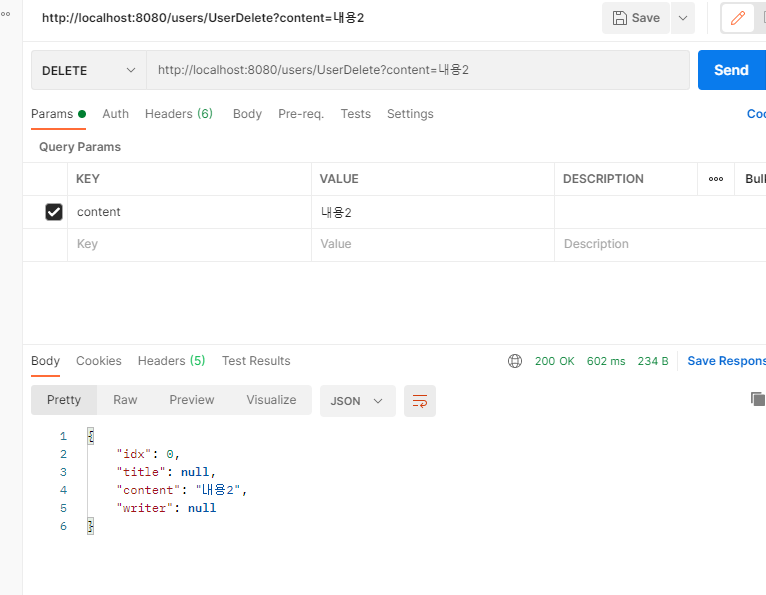 http://localhost:8080/users/UserDelete?content=내용2
Save
DELETE http://localhost:8080/users/UserDelete?content=내용2 Send
Params Auth Headers (6) Body Pre-req. Tests Settings
Query Params
KEY VALUE DESCRIPTION
content 내용2
Key Value Description
Body Cookies Headers (5) Test Results 200 OK 602 ms 234 B Save Respons
Pretty Raw Preview Visualize JSON
1 {
2 "idx": 0,
3 "title": null,
4 "content": "내용2",
5 "writer": null
6 }